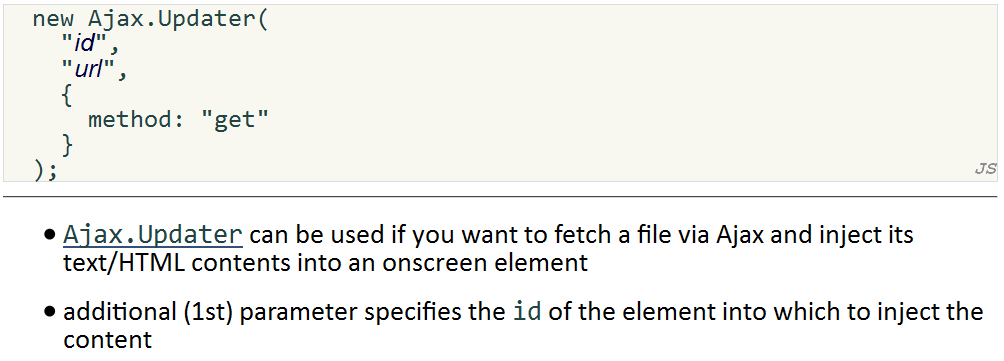 new Ajax.Updater(
"id",
"url",
{
method: "get"
}
);
JS
• Ajax.Updater can be used if you want to fetch a file via Ajax and inject its
text/HTML contents into an onscreen element
• additional (1st) parameter specifies the id of the element into which to inject the
content